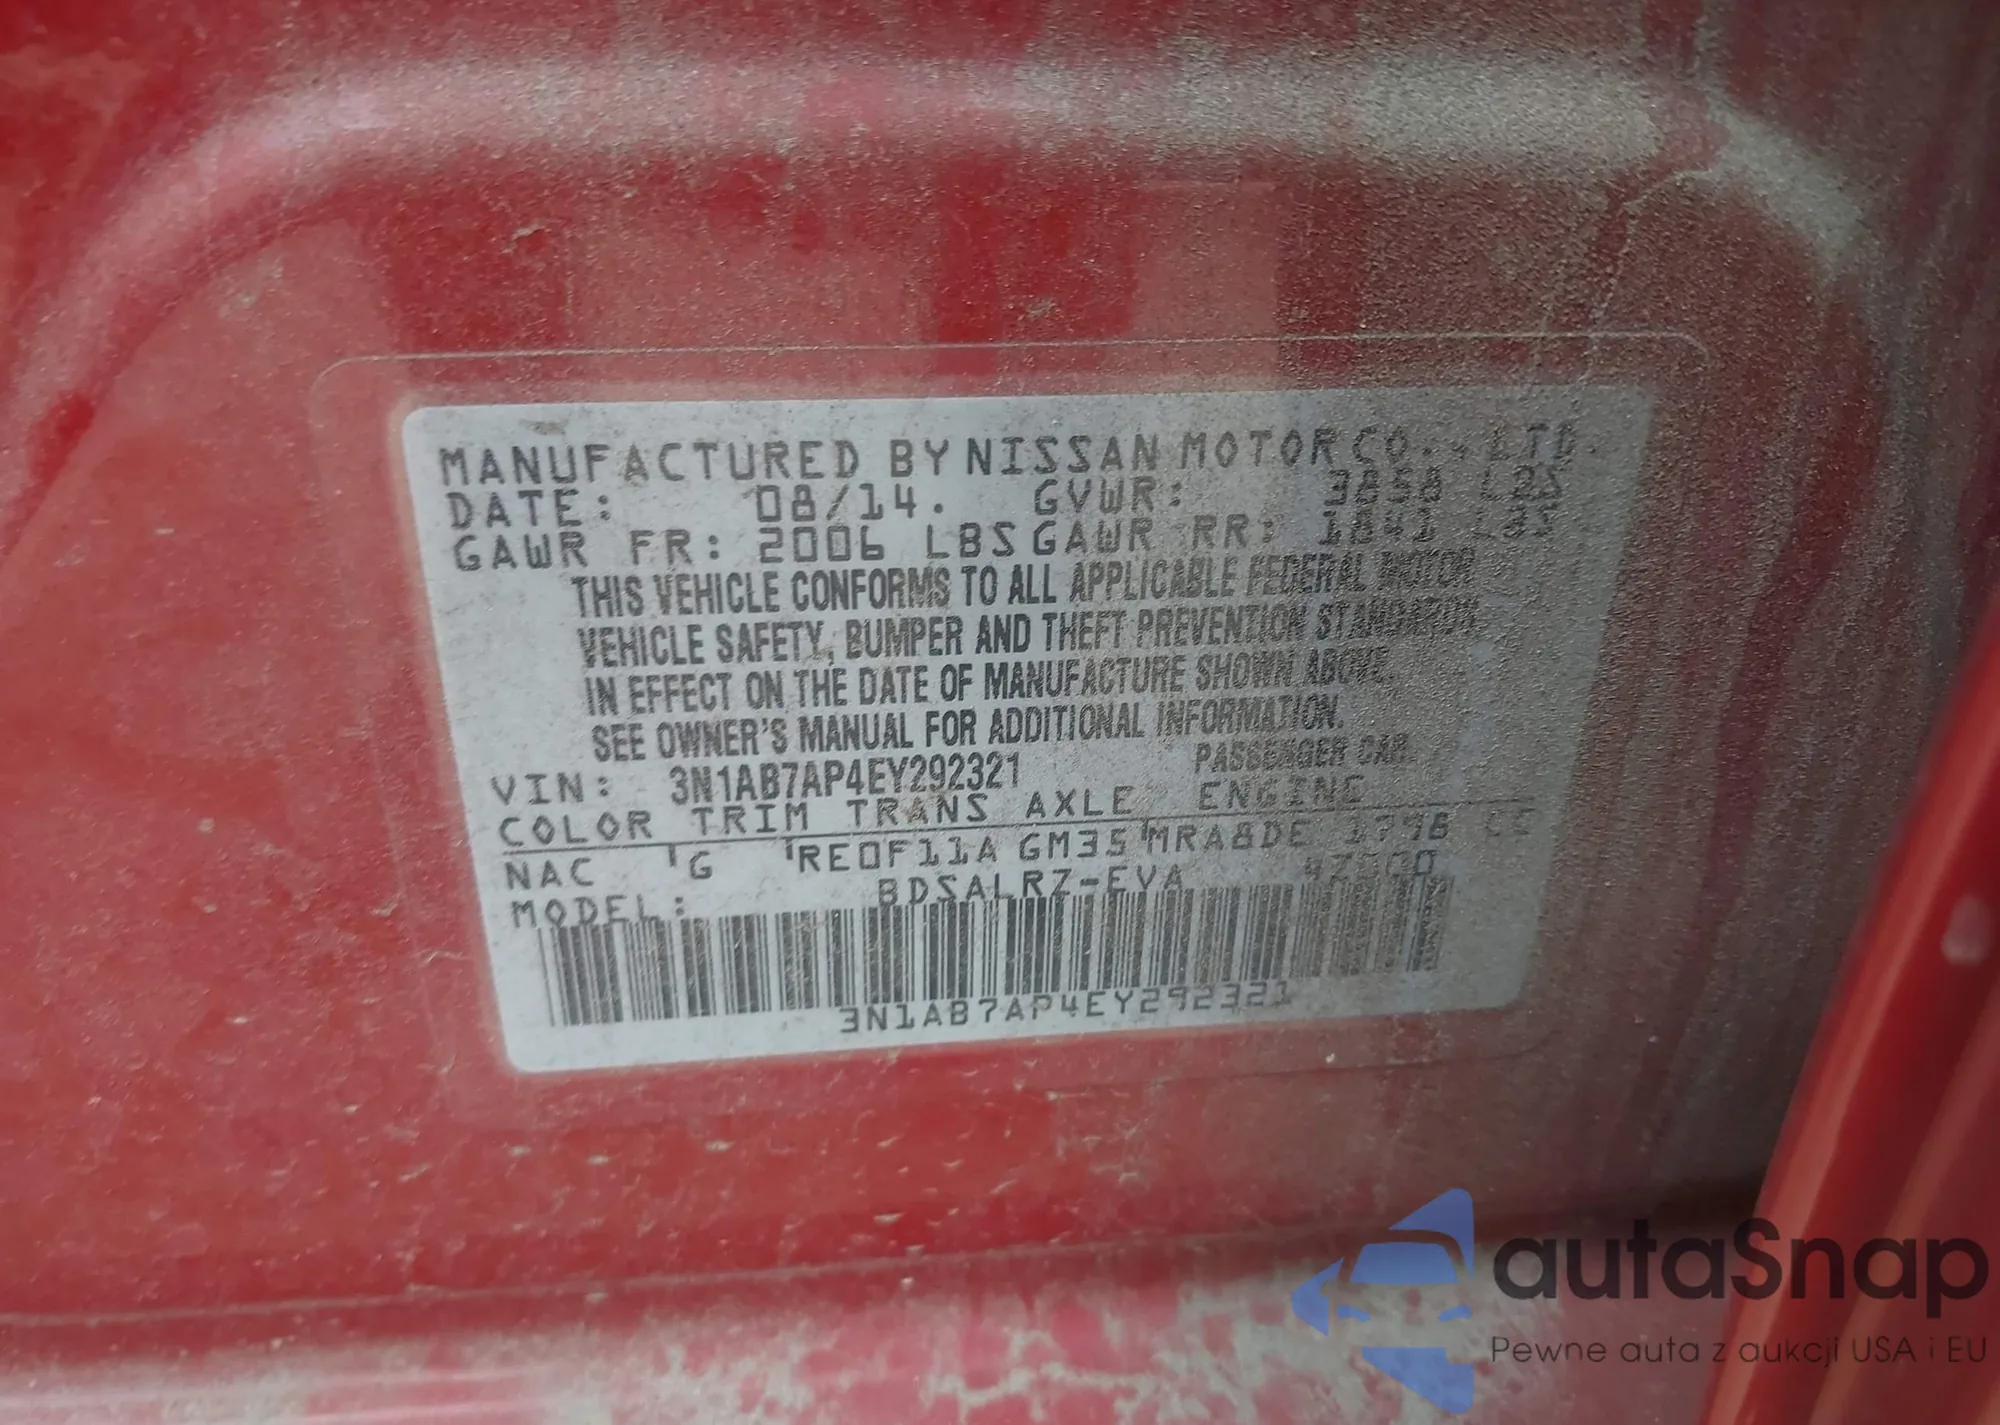 MANUFACTURED BY NISSAN MOTOR CO., LTD.
DATE: 08/14. GVWR: 3858 LBS
GAWR FR: 2006 LBS GAWR RR: 1841 LBS
THIS VEHICLE CONFORMS TO ALL APPLICABLE FEDERAL MOTOR
VEHICLE SAFETY, BUMPER AND THEFT PREVENTION STANDARDS
IN EFFECT ON THE DATE OF MANUFACTURE SHOWN ABOVE.
SEE OWNER'S MANUAL FOR ADDITIONAL INFORMATION.
VIN: 3N1AB7AP4EY292321 PASSENGER CAR.
COLOR TRIM TRANS AXLE ENGINE
NAC G RE0F11A GM35 MRA8DE 1798 CC
MODEL: BDSALRZ-EVA
3N1AB7AP4EY292321
autaSnap
Pewne auta z aukcji USA i EU